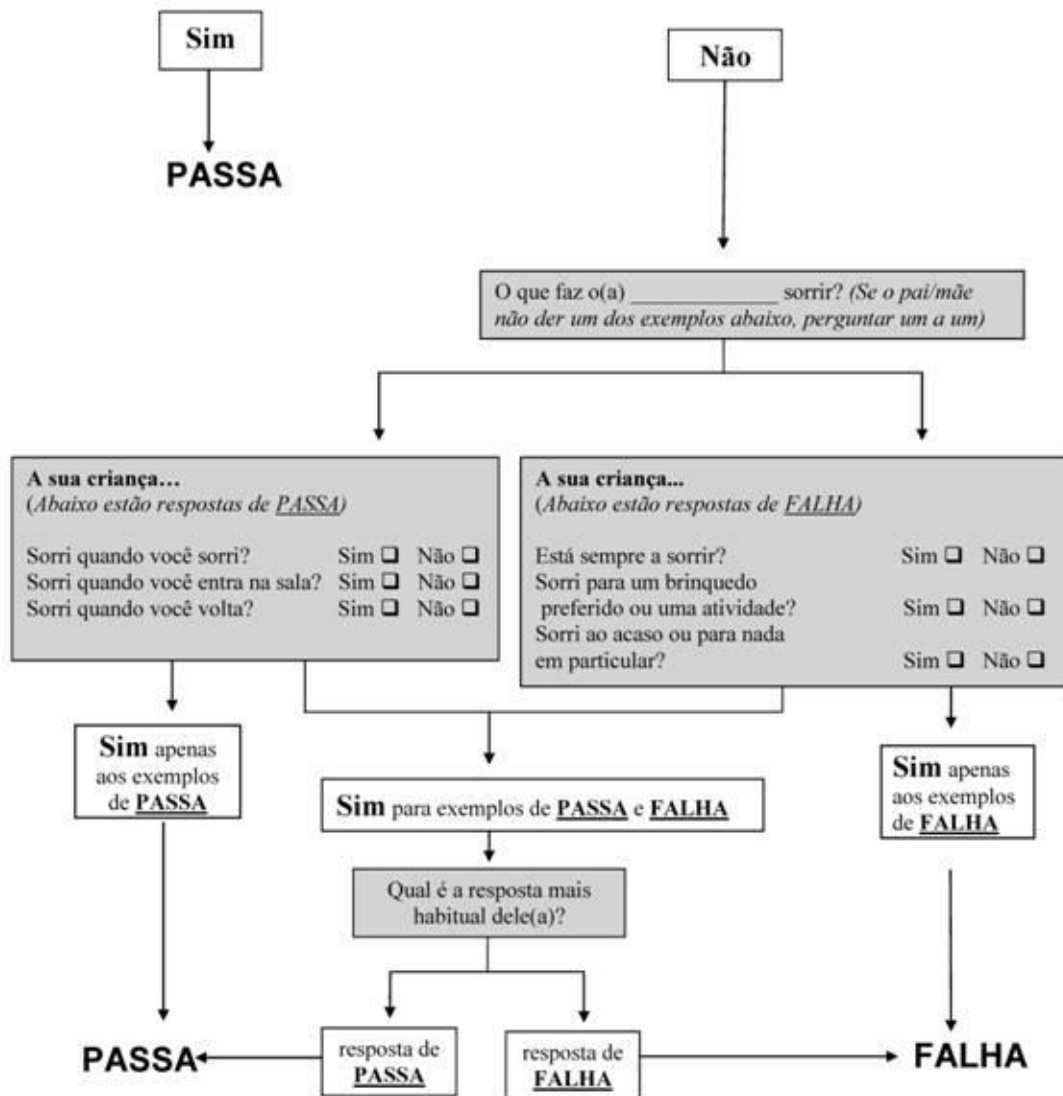 Sim
Não
PASSA
O que faz o(a) ______________ sorrir? (Se o pai/mãe
não der um dos exemplos abaixo, perguntar um a um)
A sua criança…
(Abaixo estão respostas de PASSA)
Sorri quando você sorri? Sim ❑ Não ❑
Sorri quando você entra na sala? Sim ❑ Não ❑
Sorri quando você volta? Sim ❑ Não ❑
A sua criança...
(Abaixo estão respostas de FALHA)
Está sempre a sorrir? Sim ❑ Não ❑
Sorri para um brinquedo
preferido ou uma atividade? Sim ❑ Não ❑
Sorri ao acaso ou para nada
em particular? Sim ❑ Não ❑
Sim apenas
aos exemplos
de PASSA
Sim para exemplos de PASSA e FALHA
Sim apenas
aos exemplos
de FALHA
Qual é a resposta mais
habitual dele(a)?
PASSA
resposta de
PASSA
resposta de
FALHA
FALHA